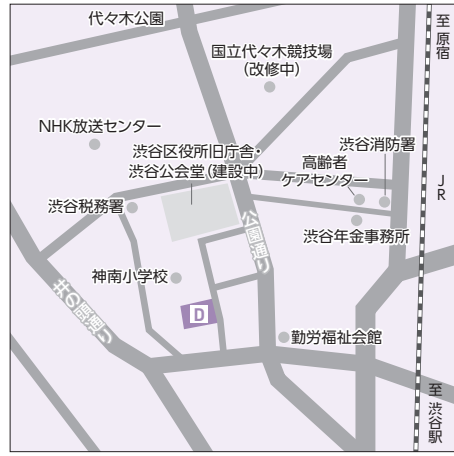 代々木公園
至原宿
国立代々木競技場
(改修中)
NHK放送センター
渋谷消防署
渋谷区役所旧庁舎・
渋谷公会堂(建設中)
高齢者
ケアセンター
JR
渋谷税務署
公園通り
渋谷年金事務所
神南小学校
井の頭通り
D
勤労福祉会館
至渋谷駅